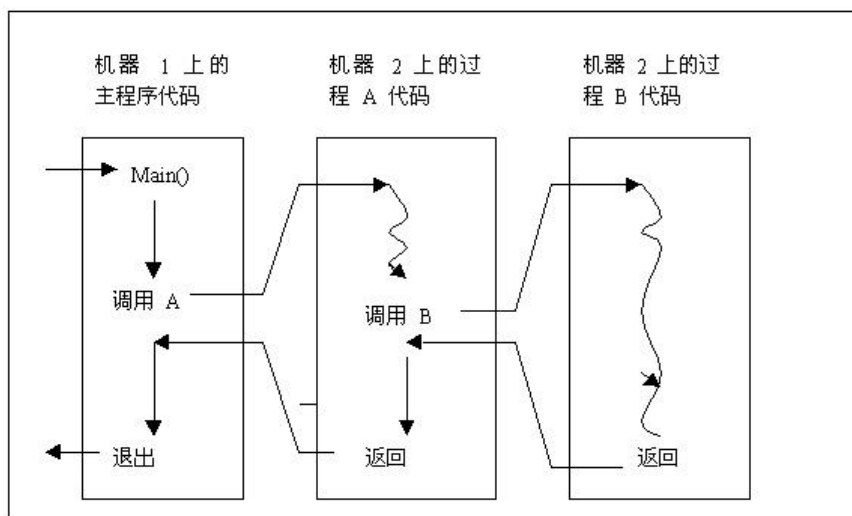 机器 1 上的
主程序代码
机器 2 上的过
程 A 代码
机器 2 上的过
程 B 代码
Main()
调用 A
退出
调用 B
返回
返回